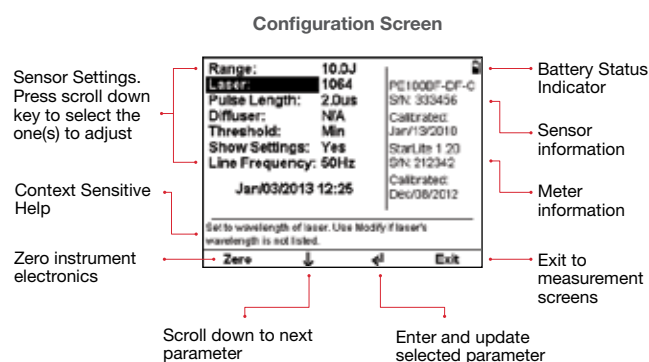 Configuration Screen
Sensor Settings.
Press scroll down
key to select the
one(s) to adjust
Context Sensitive
Help
Zero instrument
electronics
Range: 10.0J
Laser: 1064
Pulse Length: 2.0us
Diffuser: N/A
Threshold: Min
Show Settings: Yes
Line Frequency: 50Hz
Jan/03/2013 12:25
PE100BF-DF-C
S/N: 333456
Calibrated:
Jan/13/2010
StarLite 1.20
S/N: 212342
Calibrated:
Dec/08/2012
Set to wavelength of laser. Use Modify if laser's
wavelength is not listed.
Zero ↓ ↵ Exit
Battery Status
Indicator
Sensor
information
Meter
information
Exit to
measurement
screens
Scroll down to next
parameter
Enter and update
selected parameter